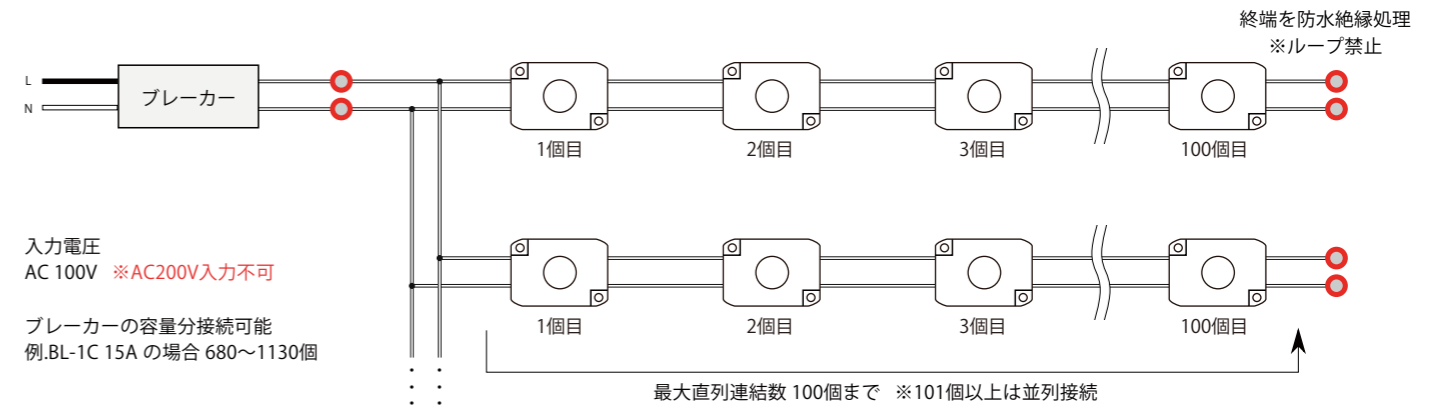 終端を防水絶縁処理
※ループ禁止
L
N
ブレーカー
1個目
2個目
3個目
100個目
入力電圧
AC 100V ※AC200V入力不可
ブレーカーの容量分接続可能
例.BL-1C 15A の場合 680～1130個
1個目
2個目
3個目
100個目
最大直列連結数 100個まで ※101個以上は並列接続